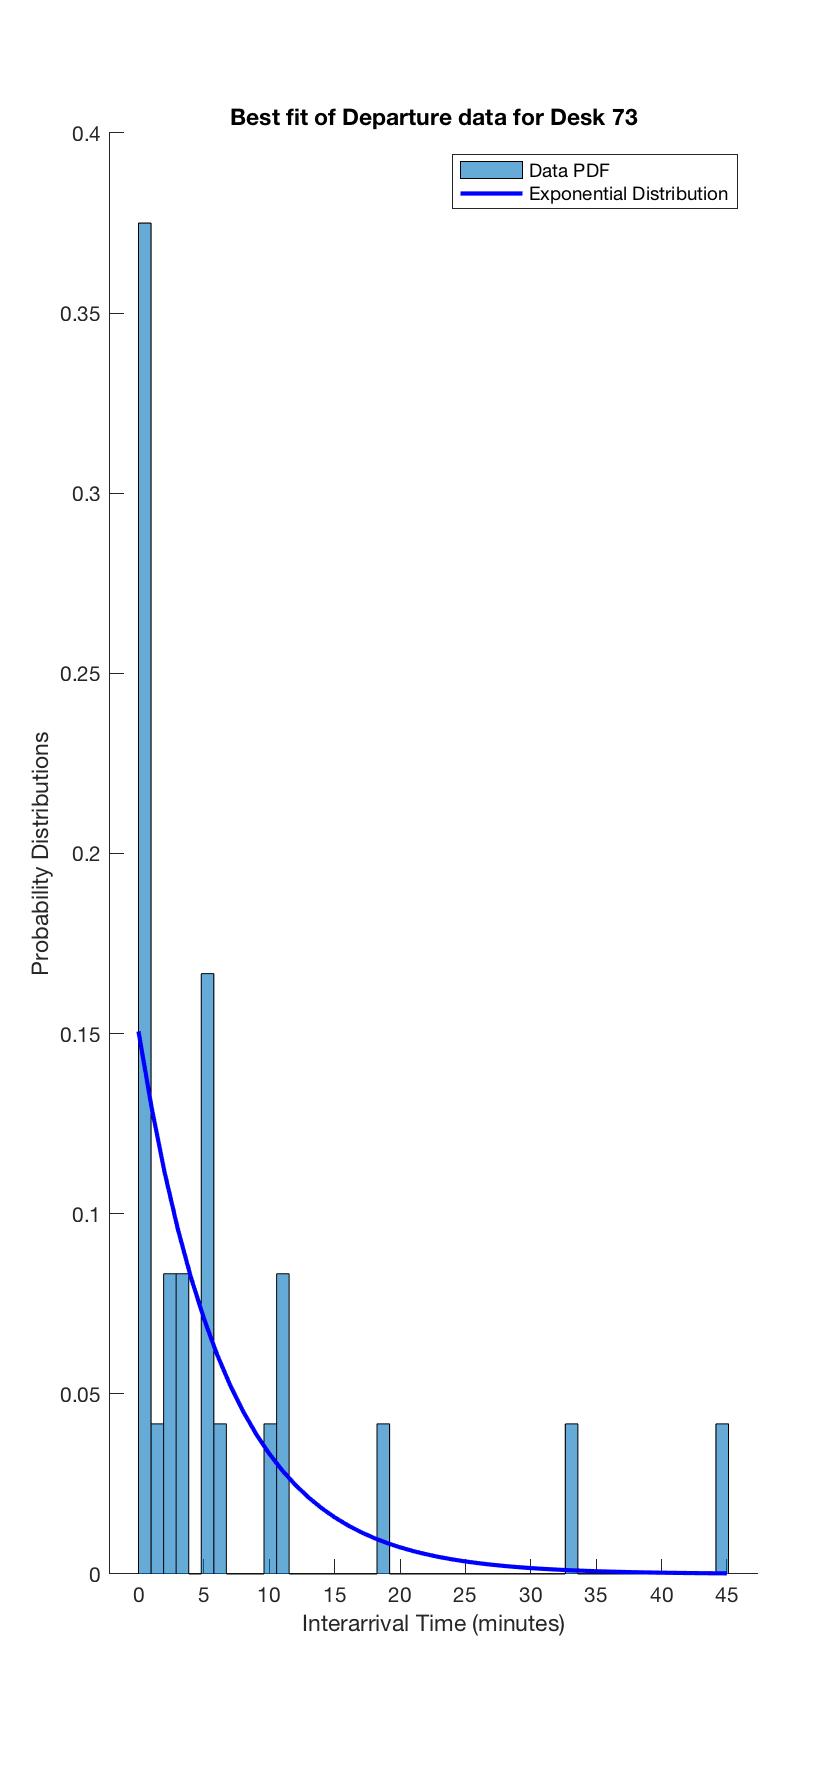 Best fit of Departure data for Desk 73
Data PDF
Exponential Distribution
0.4
0.35
0.3
0.25
0.2
0.15
0.1
0.05
0
Probability Distributions
0 5 10 15 20 25 30 35 40 45
Interarrival Time (minutes)